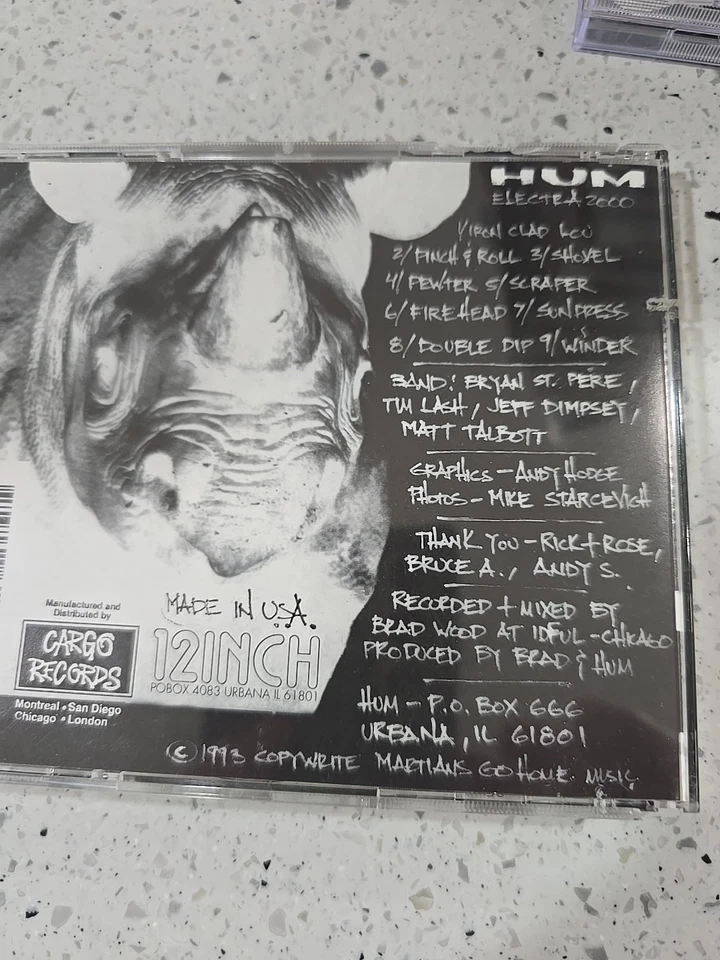 HUM
ELECTRA 2000
1/IRON CLAD LOU
2/FINCH & ROLL 3/SHOVEL
4/PEWTER 5/SCRAPER
6/FIREHEAD 7/SUNDRESS
8/DOUBLE DIP 9/WINDER
BAND: BRYAN ST. PERE,
TIM LASH, JEFF DIMPSEY,
MATT TALBOTT
GRAPHICS - ANDY HODGE
PHOTOS - MIKE STARCEVICH
THANK YOU - RICK + ROSE,
BRUCE A., ANDY S.
RECORDED + MIXED BY
BRAD WOOD AT IDFUL - CHICAGO
PRODUCED BY BRAD & HUM
HUM - P.O. BOX 666
URBANA, IL 61801
© 1993 COPYWRITE MARTIANS GO HOME MUSIC
MADE IN U.S.A.
12INCH
POBOX 4083 URBANA IL 61801
Manufactured and
Distributed by
CARGO
RECORDS
Montreal • San Diego
Chicago • London